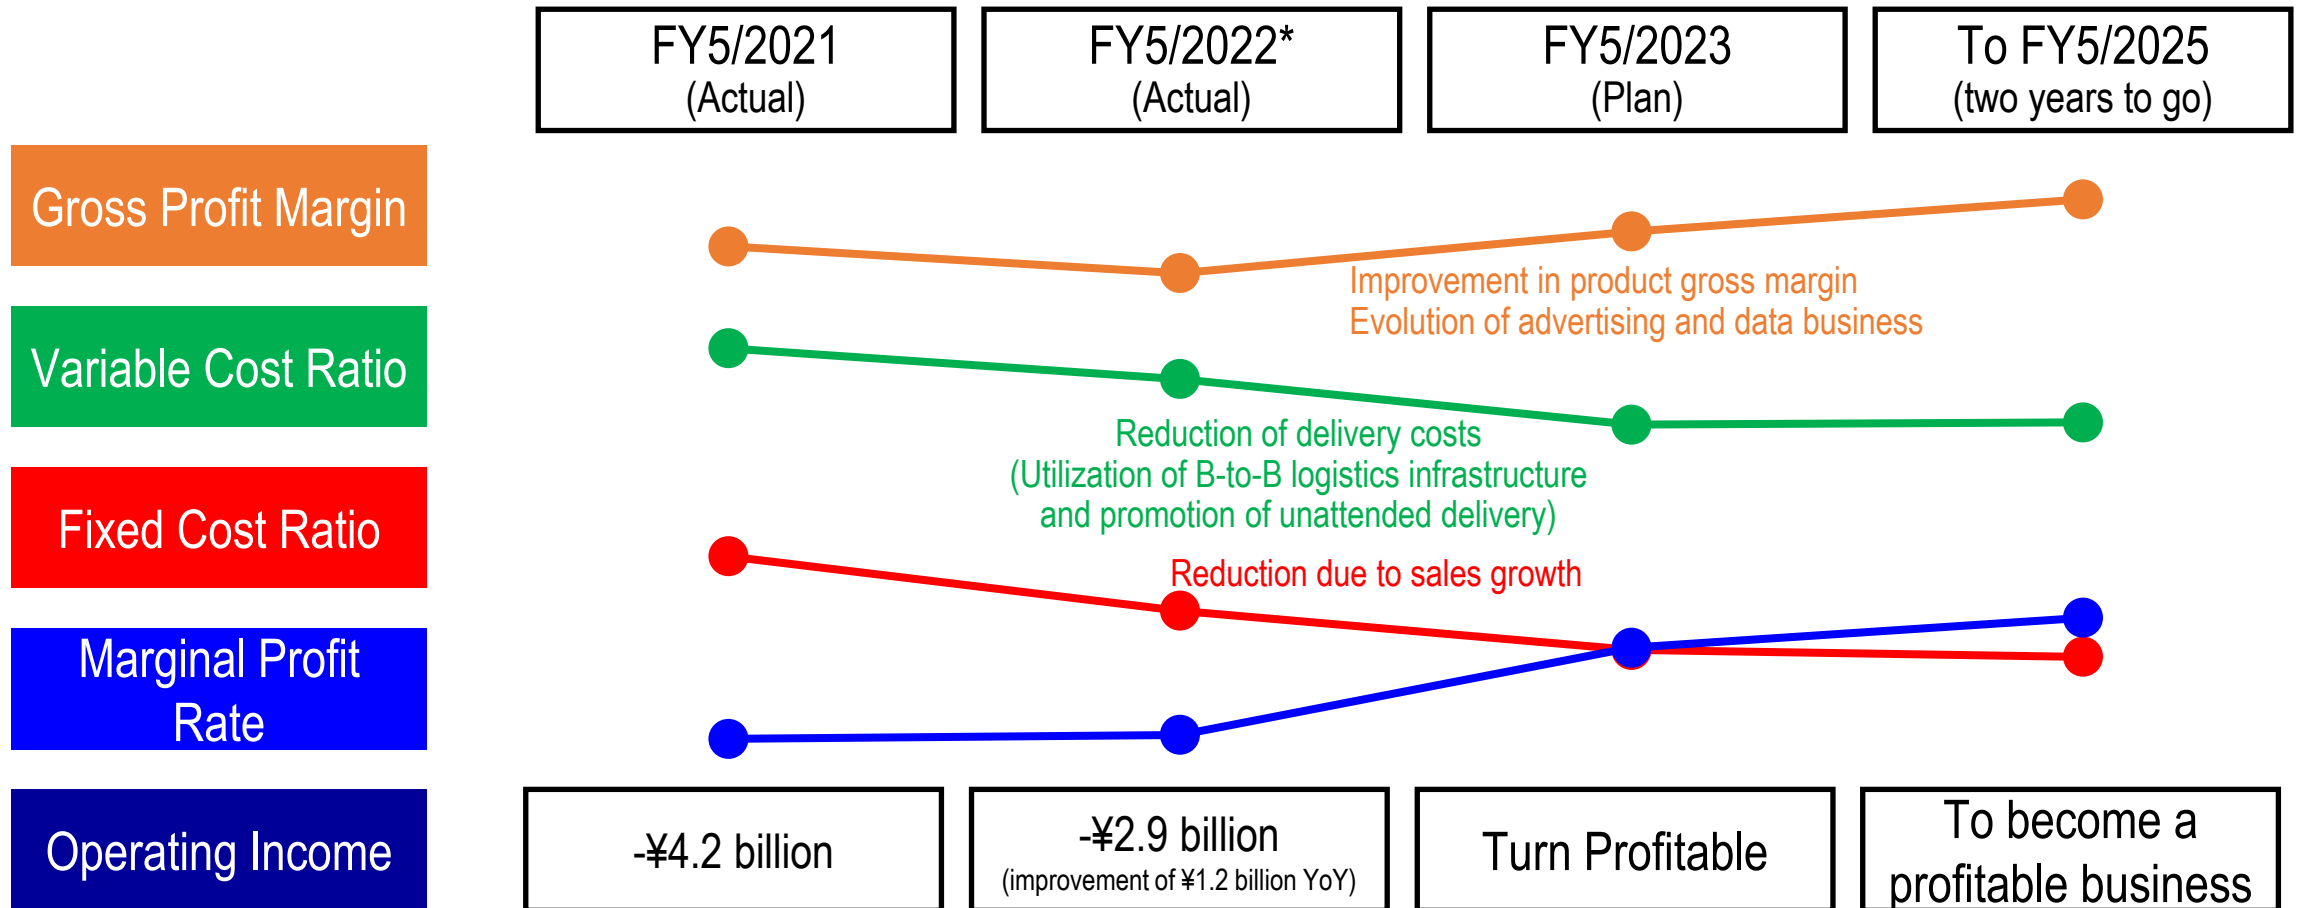 FY5/2021
(Actual)
FY5/2022*
(Actual)
FY5/2023
(Plan)
To FY5/2025
(two years to go)
Gross Profit Margin
Improvement in product gross margin
Evolution of advertising and data business
Variable Cost Ratio
Reduction of delivery costs
(Utilization of B-to-B logistics infrastructure
and promotion of unattended delivery)
Fixed Cost Ratio
Reduction due to sales growth
Marginal Profit
Rate
Operating Income
-¥4.2 billion
-¥2.9 billion
(improvement of ¥1.2 billion YoY)
Turn Profitable
To become a
profitable business